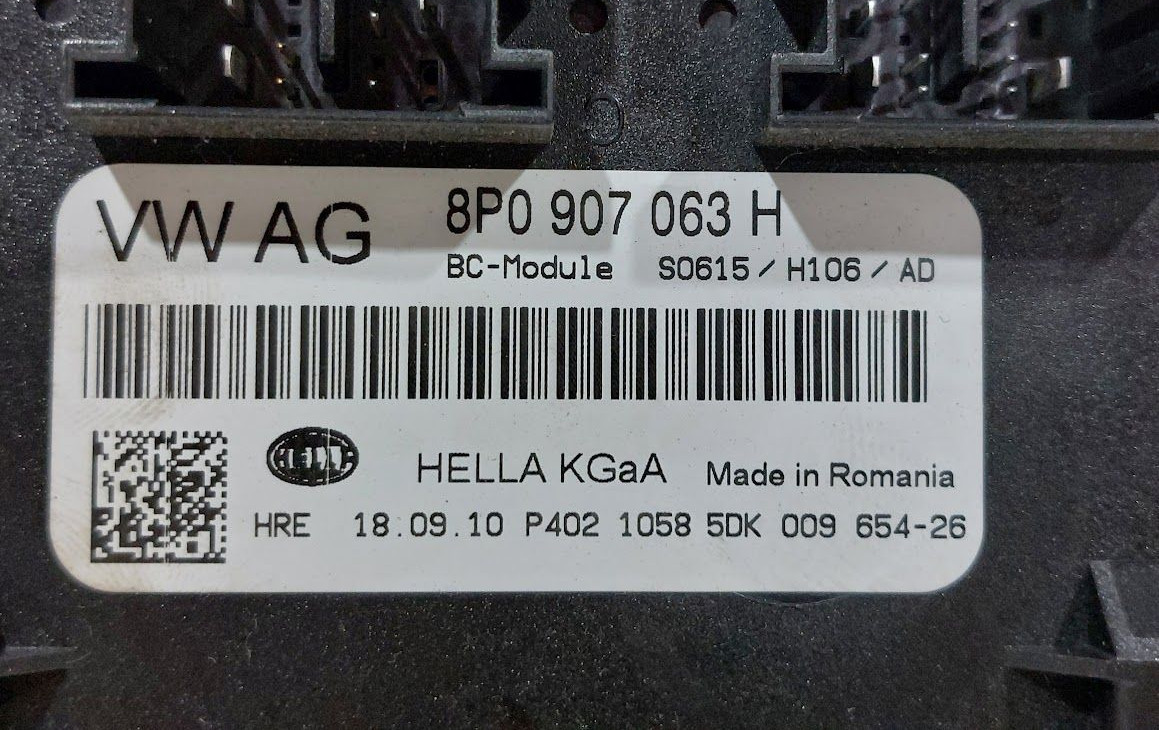 VW AG 8P0 907 063 H
BC-Module S0615 / H106 / AD
HELLA HELLA KGaA Made in Romania
HRE 18.09.10 P402 1058 5DK 009 654-26